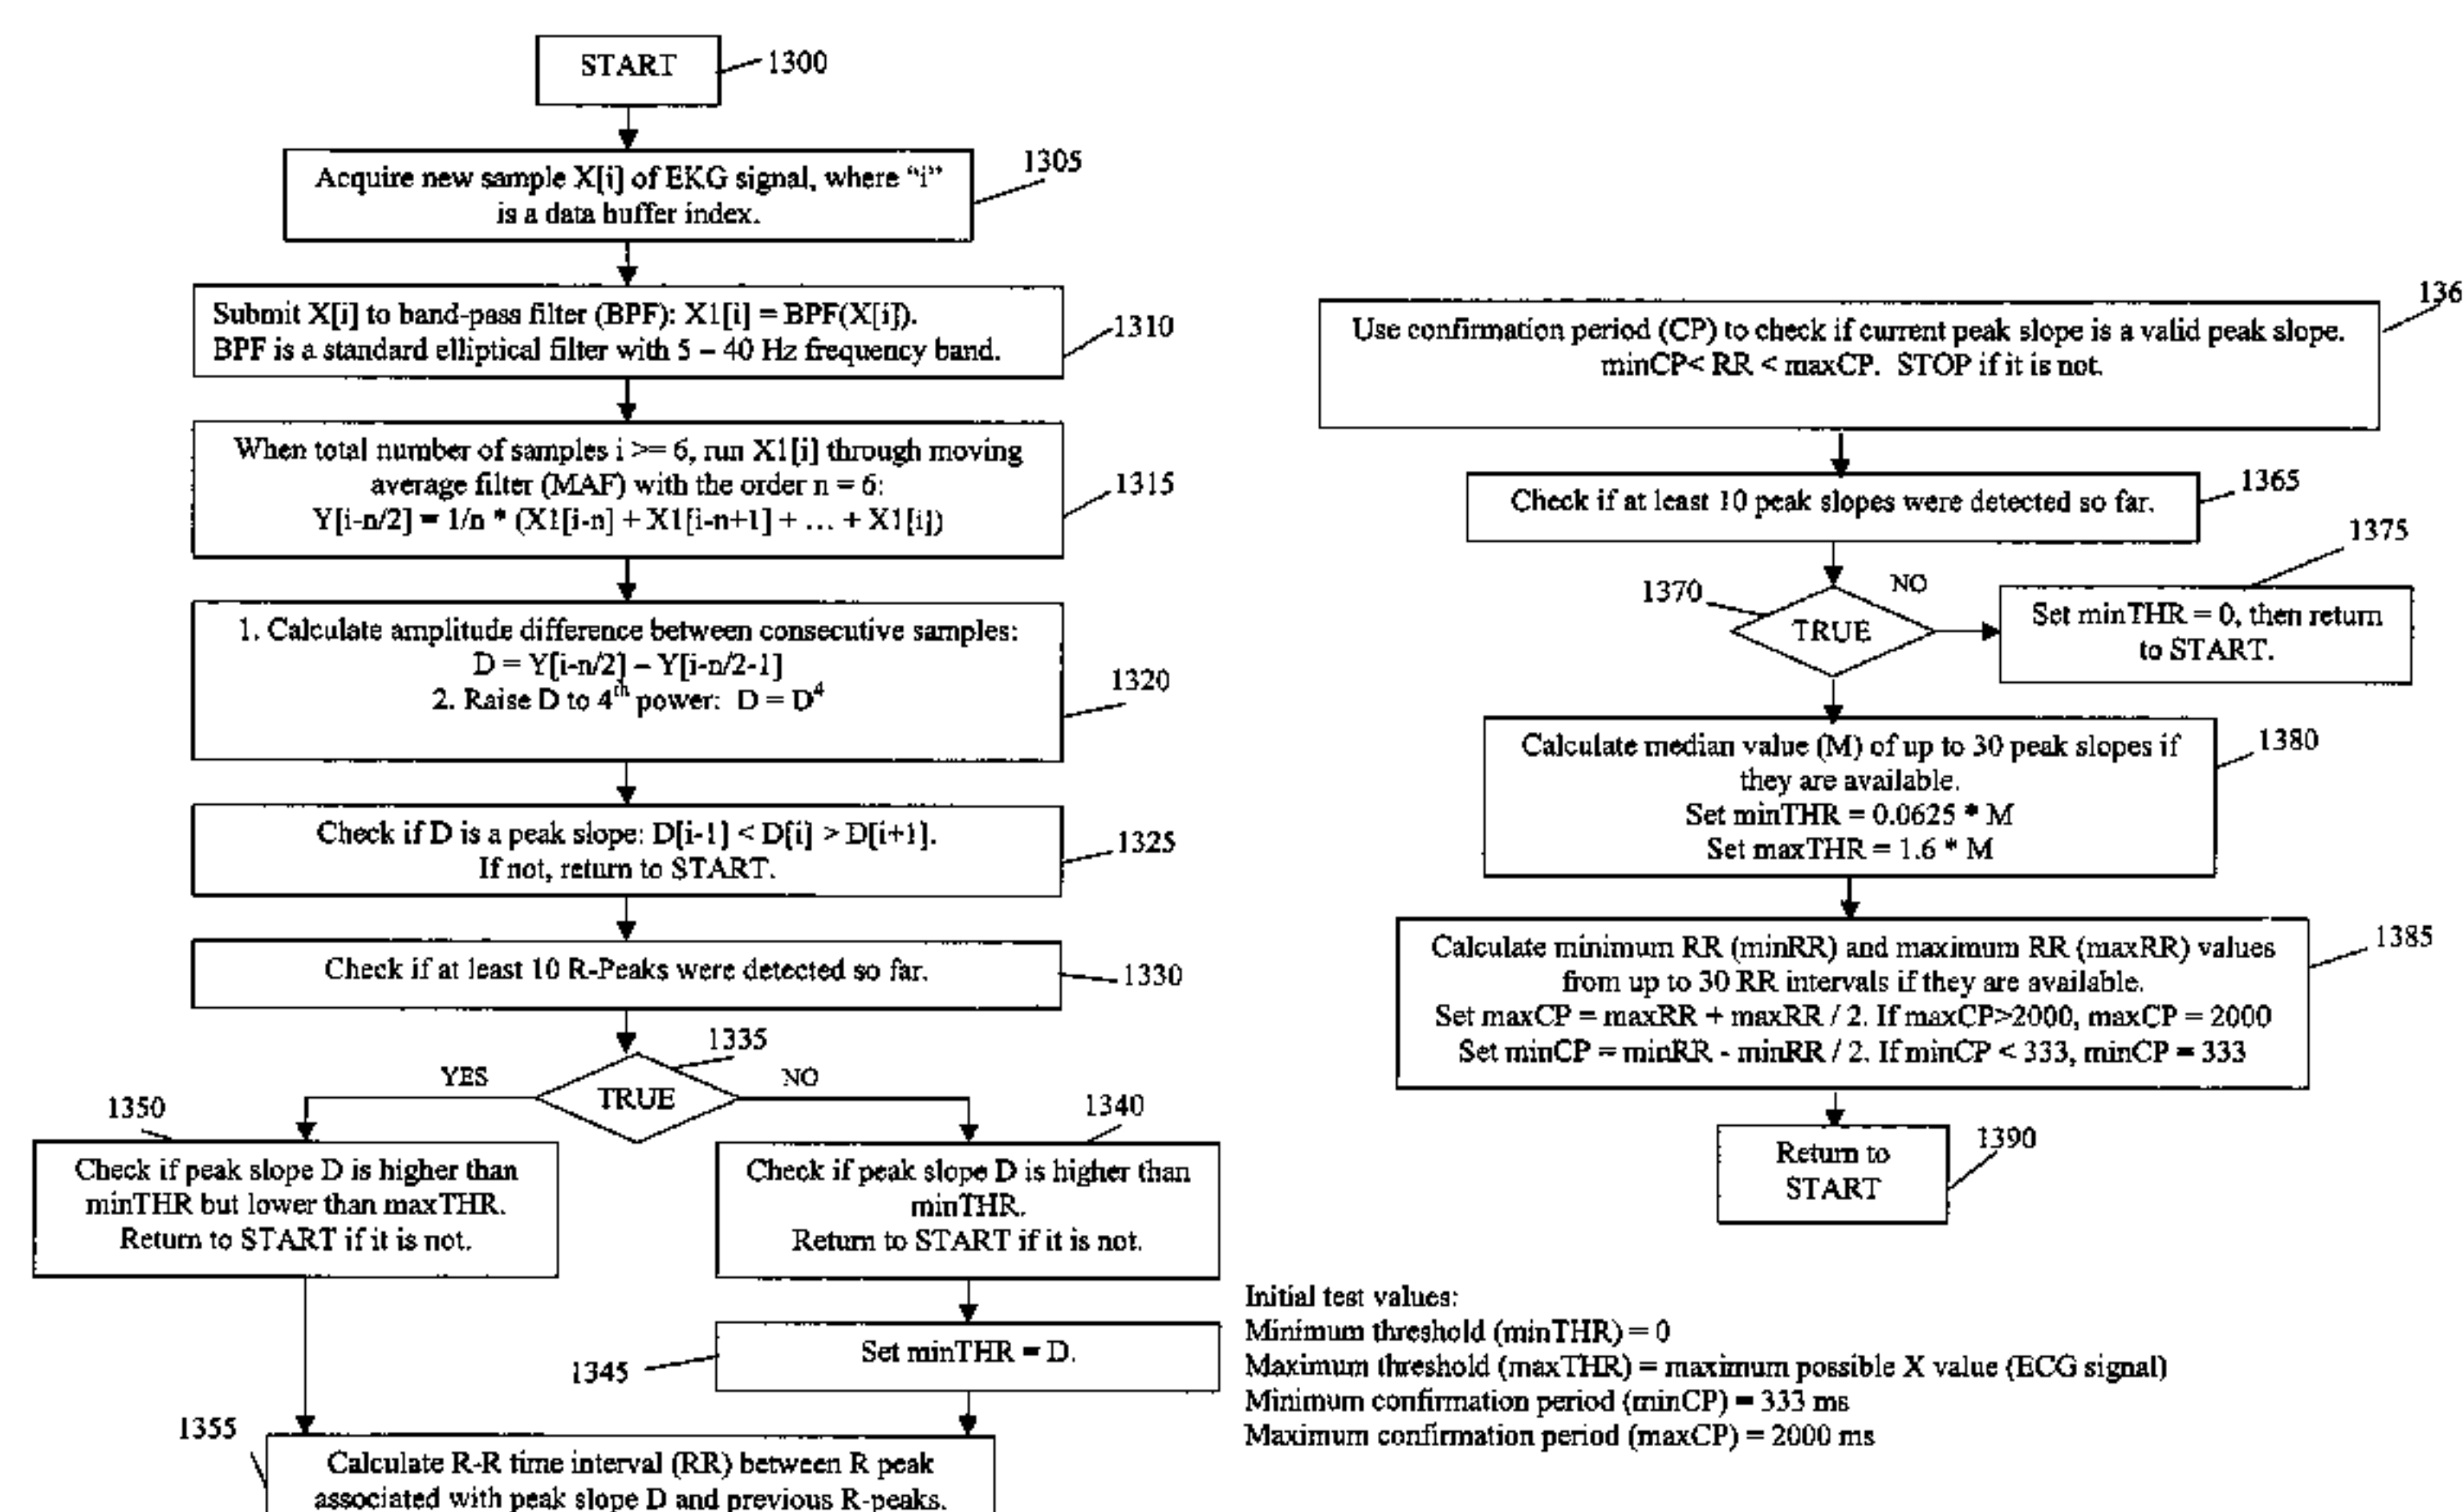 START
1300
Acquire new sample X[i] of EKG signal, where “i”
is a data buffer index.
1305
Submit X[i] to band-pass filter (BPF): X1[i] = BPF(X[i]).
BPF is a standard elliptical filter with 5 – 40 Hz frequency band.
1310
When total number of samples i >= 6, run X1[i] through moving
average filter (MAF) with the order n = 6:
Y[i-n/2] = 1/n * (X1[i-n] + X1[i-n+1] + … + X1[i])
1315
1. Calculate amplitude difference between consecutive samples:
D = Y[i-n/2] – Y[i-n/2-1]
2. Raise D to 4th power: D = D⁴
1320
Check if D is a peak slope: D[i-1] < D[i] > D[i+1].
If not, return to START.
1325
Check if at least 10 R-Peaks were detected so far.
1330
1335
YES
TRUE
NO
1350
Check if peak slope D is higher than
minTHR but lower than maxTHR.
Return to START if it is not.
1340
Check if peak slope D is higher than
minTHR.
Return to START if it is not.
Set minTHR = D.
1345
1355
Calculate R-R time interval (RR) between R peak
associated with peak slope D and previous R-peaks.
136
Use confirmation period (CP) to check if current peak slope is a valid peak slope.
minCP< RR < maxCP. STOP if it is not.
Check if at least 10 peak slopes were detected so far.
1365
1370
TRUE
NO
1375
Set minTHR = 0, then return
to START.
Calculate median value (M) of up to 30 peak slopes if
they are available.
Set minTHR = 0.0625 * M
Set maxTHR = 1.6 * M
1380
Calculate minimum RR (minRR) and maximum RR (maxRR) values
from up to 30 RR intervals if they are available.
Set maxCP = maxRR + maxRR / 2. If maxCP>2000, maxCP = 2000
Set minCP = minRR - minRR / 2. If minCP < 333, minCP = 333
1385
Return to
START
1390
Initial test values:
Minimum threshold (minTHR) = 0
Maximum threshold (maxTHR) = maximum possible X value (ECG signal)
Minimum confirmation period (minCP) = 333 ms
Maximum confirmation period (maxCP) = 2000 ms